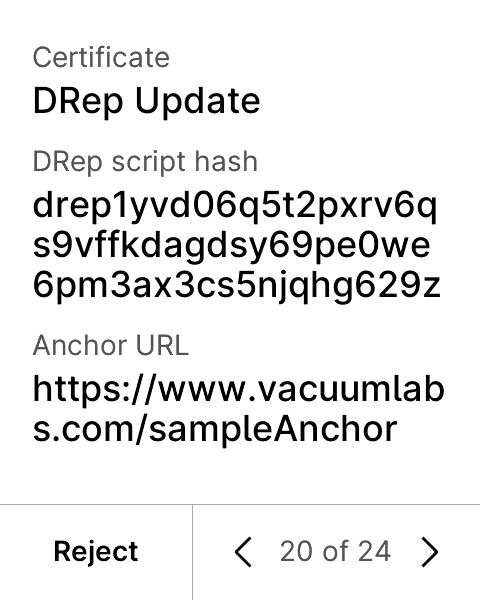 Certificate
DRep Update
DRep script hash
drep1yvd06q5t2pxrv6q
s9vffkdagdsy69pe0we
6pm3ax3cs5njqhg629z
Anchor URL
https://www.vacuumlab
s.com/sampleAnchor
Reject
20 of 24